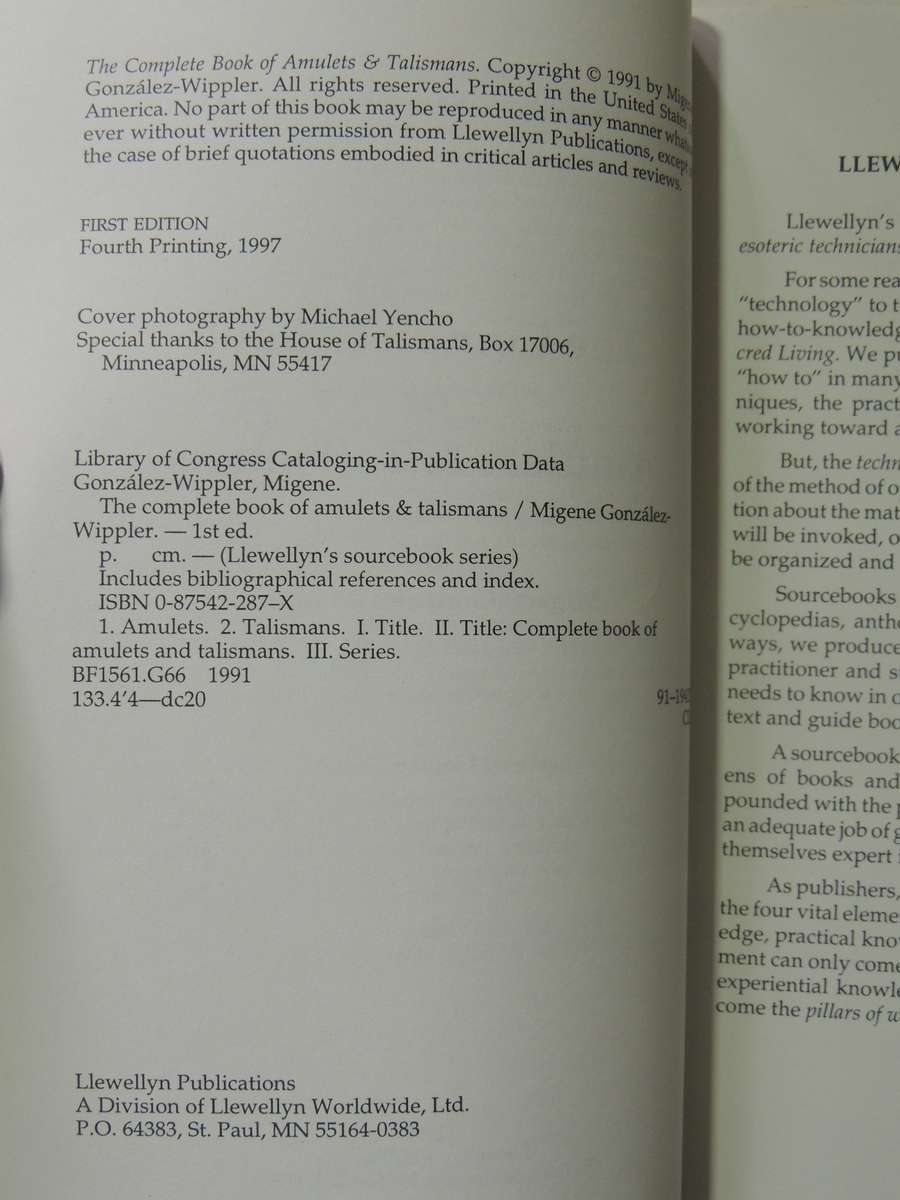 The Complete Book of Amulets & Talismans. Copyright © 1991 by
González-Wippler. All rights reserved. Printed in the United States
America. No part of this book may be reproduced in any manner
ever without written permission from Llewellyn Publications, except
the case of brief quotations embodied in critical articles and reviews.
FIRST EDITION
Fourth Printing, 1997
Cover photography by Michael Yencho
Special thanks to the House of Talismans, Box 17006,
Minneapolis, MN 55417
Library of Congress Cataloging-in-Publication Data
González-Wippler, Migene.
The complete book of amulets & talismans / Migene González-
Wippler. — 1st ed.
p. cm. — (Llewellyn's sourcebook series)
Includes bibliographical references and index.
ISBN 0-87542-287–X
1. Amulets. 2. Talismans. I. Title. II. Title: Complete book of
amulets and talismans. III. Series.
BF1561.G66 1991
133.4'4—dc20
Llewellyn Publications
A Division of Llewellyn Worldwide, Ltd.
P.O. 64383, St. Paul, MN 55164-0383
LLEW
Llewellyn's
esoteric technicians
For some rea
"technology" to t
how-to-knowledg
cred Living. We pu
"how to" in many
niques, the pract
working toward a
But, the techn
of the method of o
tion about the mat
will be invoked, o
be organized and
Sourcebooks
cyclopedias, antho
ways, we produce
practitioner and s
needs to know in o
text and guide boo
A sourcebook
ens of books and
pounded with the p
an adequate job of g
themselves expert
As publishers,
the four vital eleme
edge, practical kno
ment can only come
experiential knowle
come the pillars of w